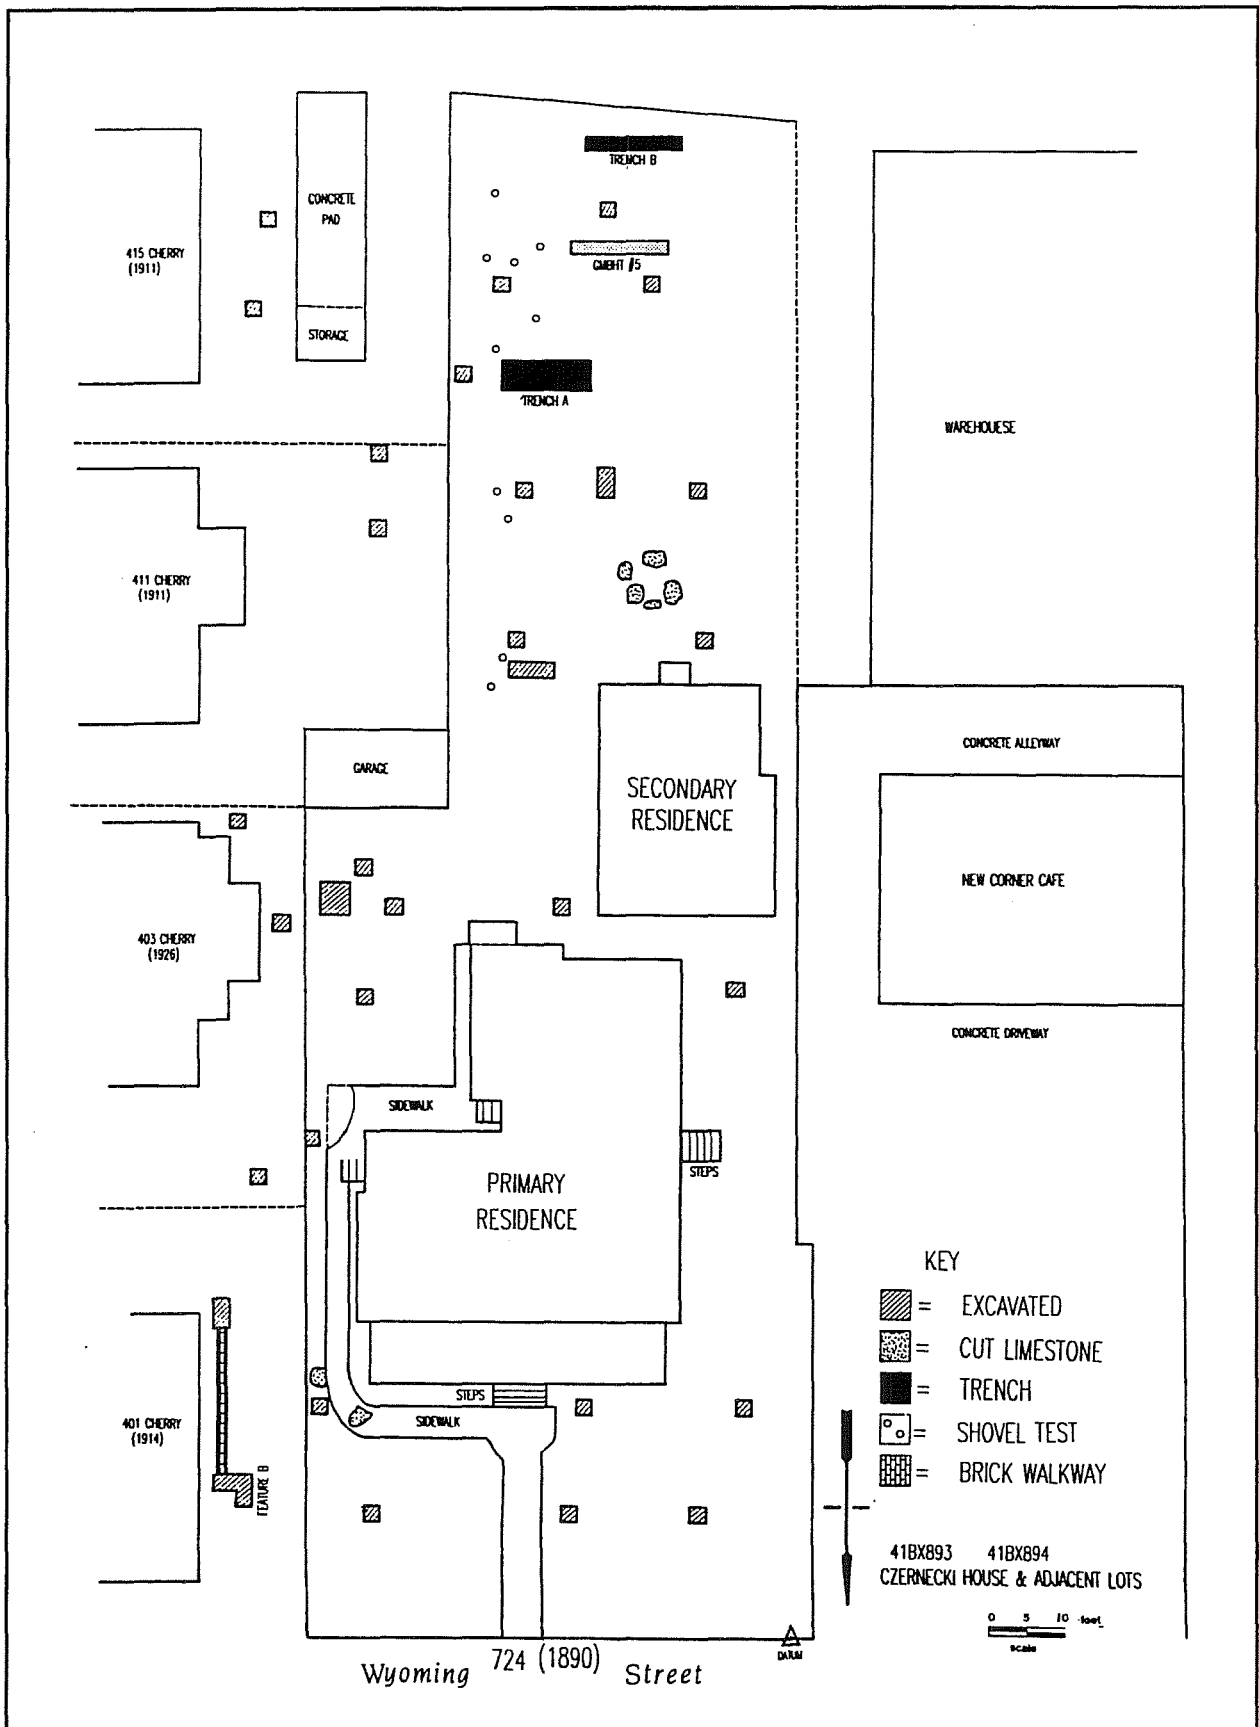 TRENCH B
CONCRETE
PAD
415 CHERRY
(1911)
GMBHT #5
STORAGE
TRENCH A
WAREHOUESE
411 CHERRY
(1911)
GARAGE
CONCRETE ALLEYWAY
SECONDARY
RESIDENCE
NEW CORNER CAFE
403 CHERRY
(1926)
CONCRETE DRIVEWAY
SIDEWALK
STEPS
PRIMARY
RESIDENCE
KEY
= EXCAVATED
= CUT LIMESTONE
= TRENCH
= SHOVEL TEST
= BRICK WALKWAY
STEPS
SIDEWALK
401 CHERRY
(1914)
FEATURE B
41BX893 41BX894
CZERNECKI HOUSE & ADJACENT LOTS
0 5 10 feet
scale
DATUM
724 (1890)
Wyoming Street